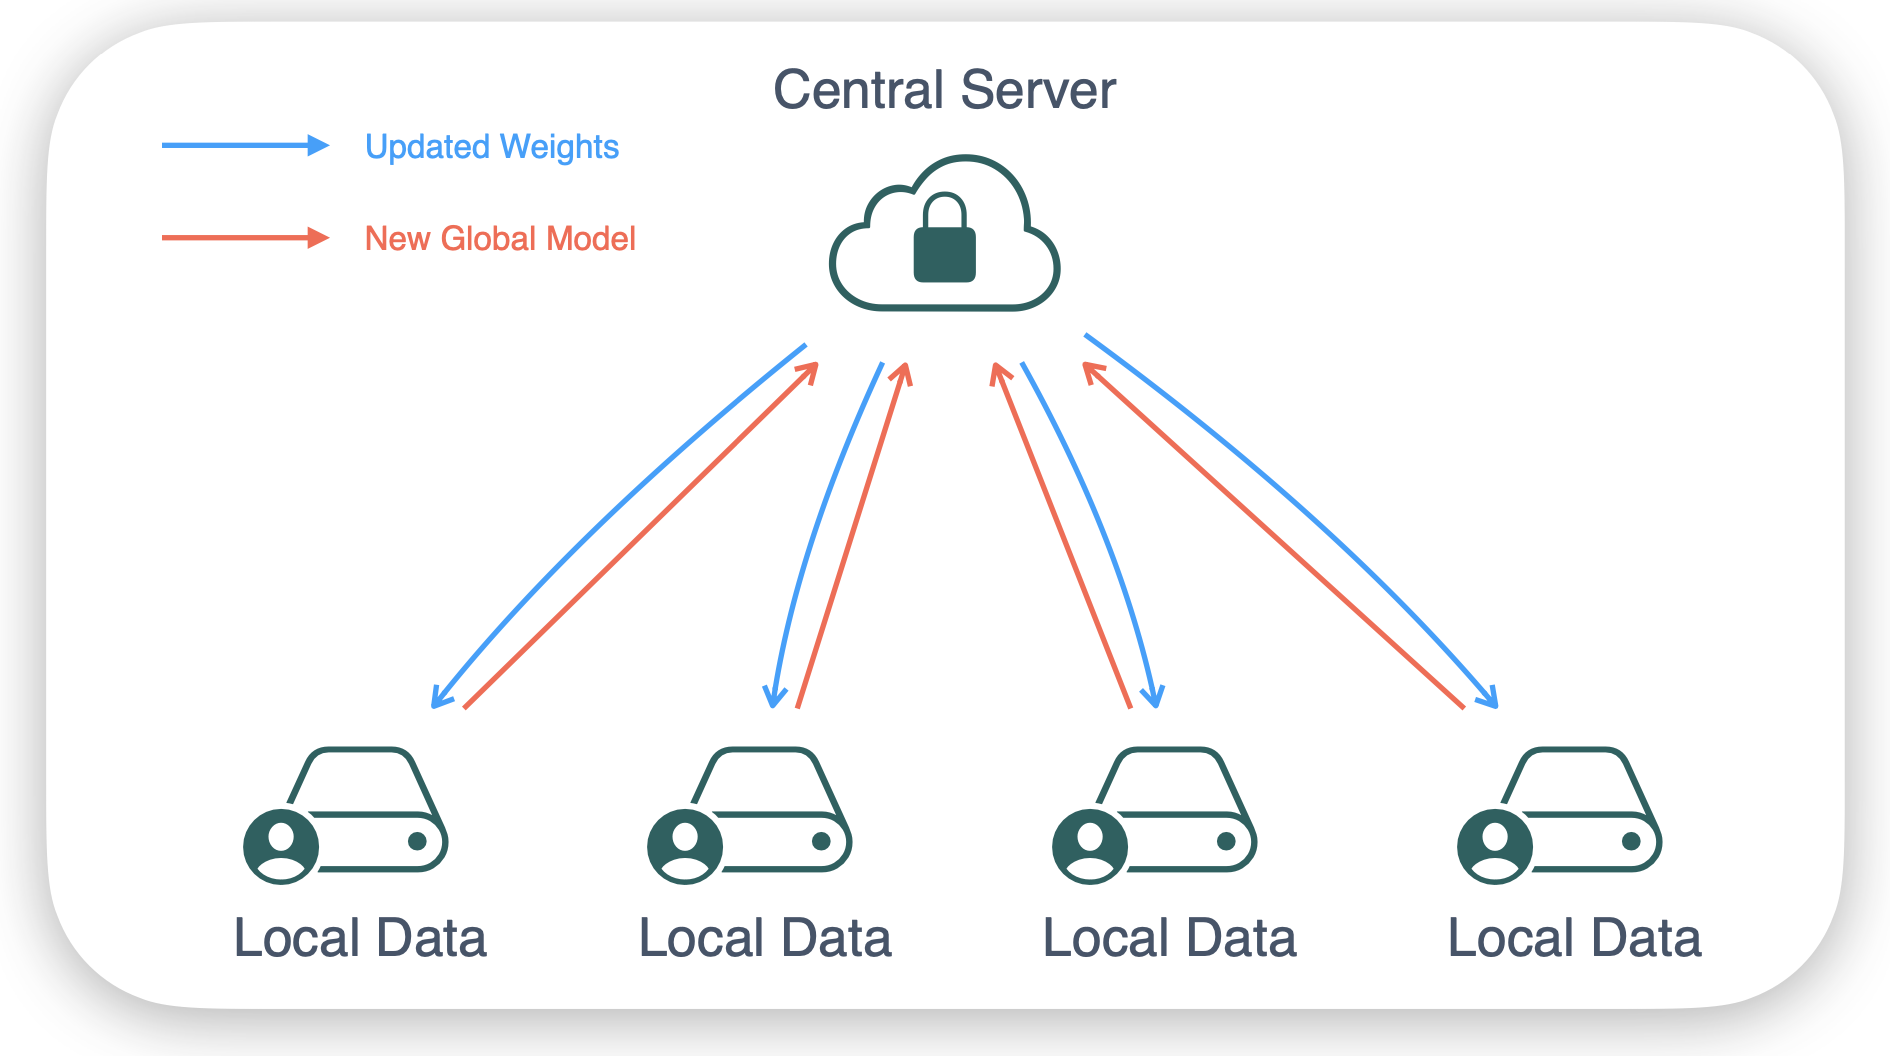 Central Server
Updated Weights
New Global Model
Local Data
Local Data
Local Data
Local Data